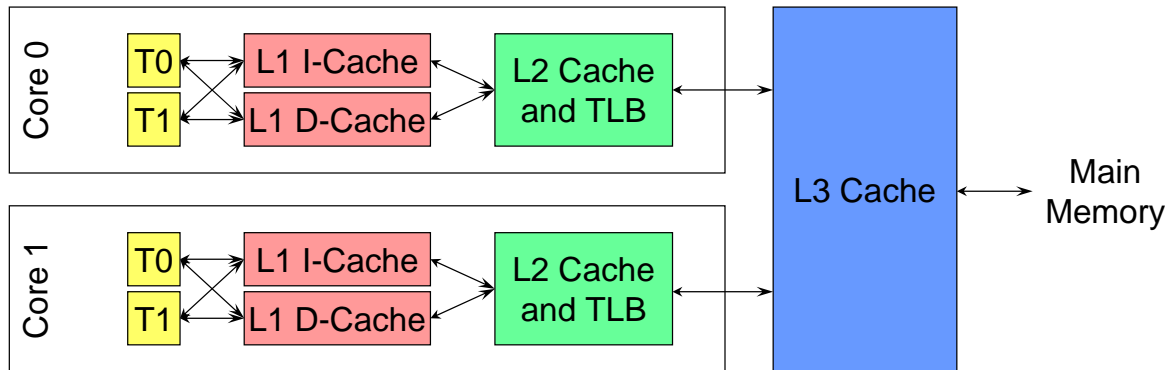 Core 0
T0
T1
L1 I-Cache
L1 D-Cache
L2 Cache
and TLB
Core 1
T0
T1
L1 I-Cache
L1 D-Cache
L2 Cache
and TLB
L3 Cache
Main
Memory